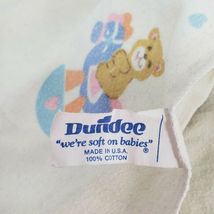 Dundee®
"we're soft on babies"®
MADE IN U.S.A.
100% COTTON